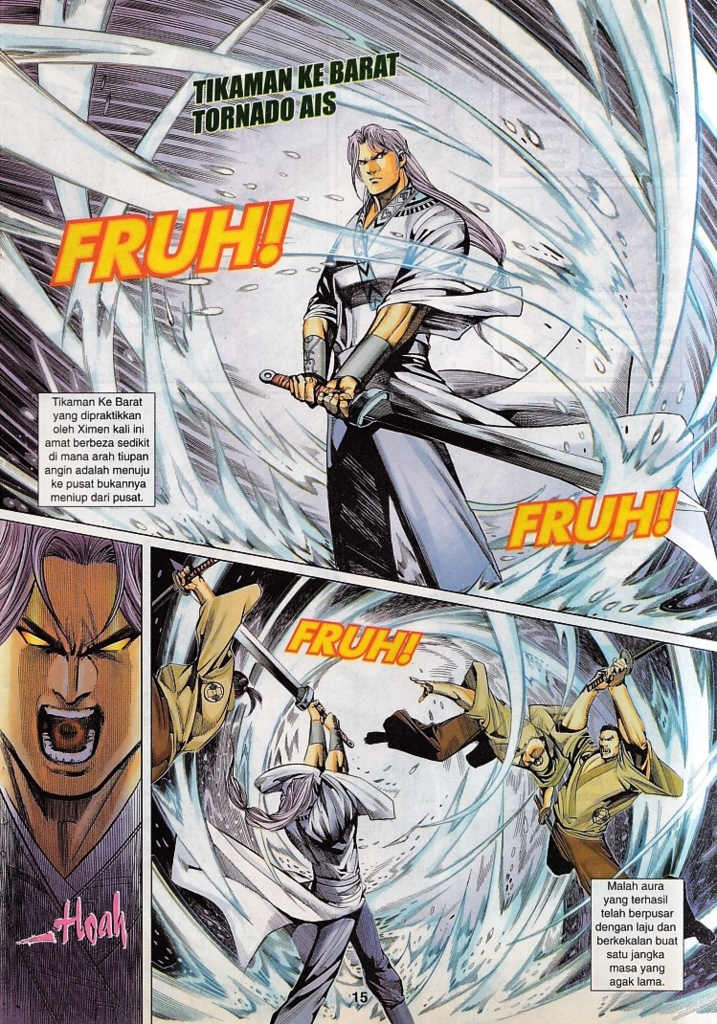 TIKAMAN KE BARAT
TORNADO AIS
FRUH!
Tikaman Ke Barat
yang dipraktikkan
oleh Ximen kali ini
amat berbeza sedikit
di mana arah tiupan
angin adalah menuju
ke pusat bukannya
meniup dari pusat.
FRUH!
Hoah
FRUH!
Malah aura
yang terhasil
telah berpusar
dengan laju dan
berkekalan buat
satu jangka
masa yang
agak lama.
15